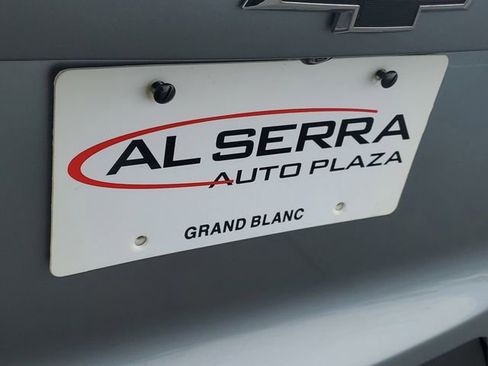 AL SERRA
AUTO PLAZA
GRAND BLANC